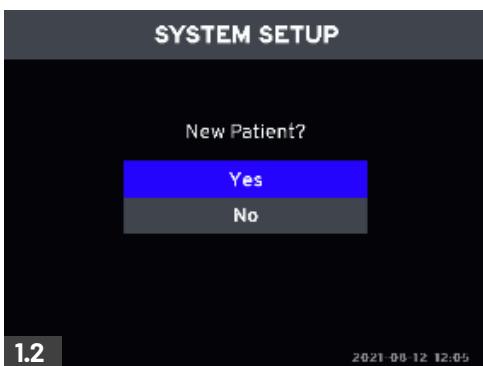 SYSTEM SETUP
New Patient?
Yes
No
1.2
2021-08-12 12:05